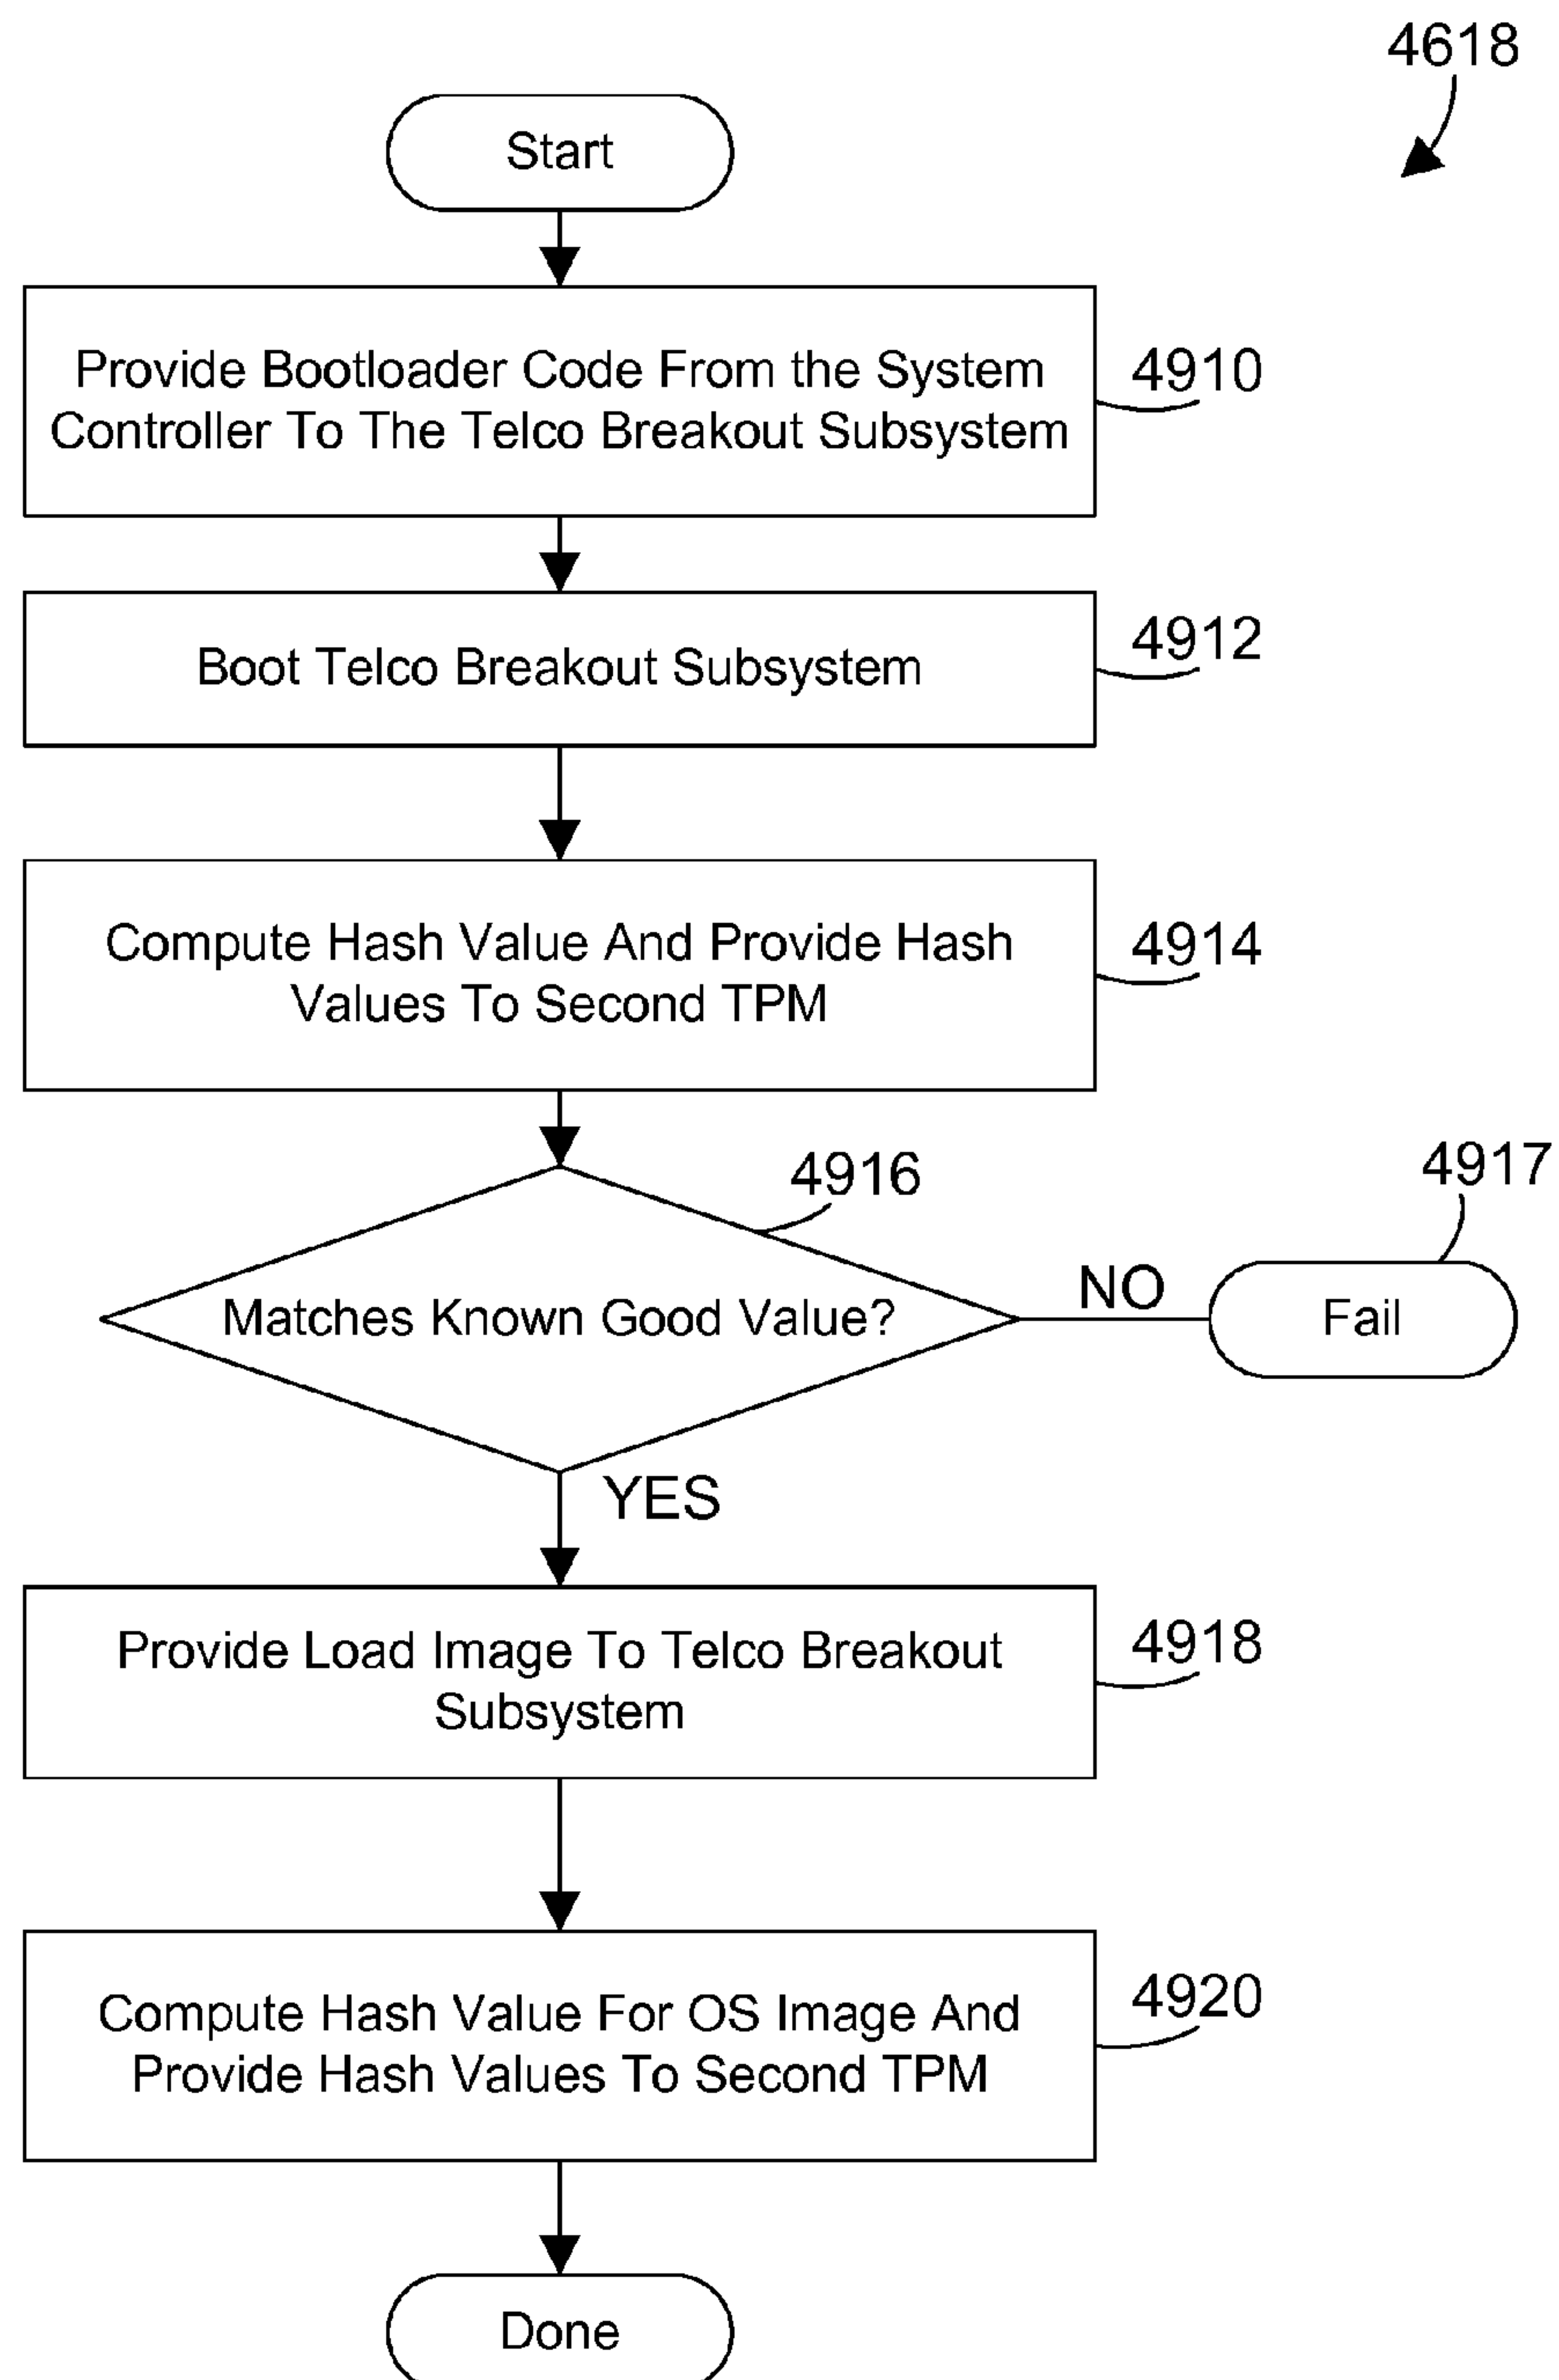 4618
Start
Provide Bootloader Code From the System
Controller To The Telco Breakout Subsystem
4910
Boot Telco Breakout Subsystem
4912
Compute Hash Value And Provide Hash
Values To Second TPM
4914
4916
4917
Matches Known Good Value?
NO
Fail
YES
Provide Load Image To Telco Breakout
Subsystem
4918
Compute Hash Value For OS Image And
Provide Hash Values To Second TPM
4920
Done